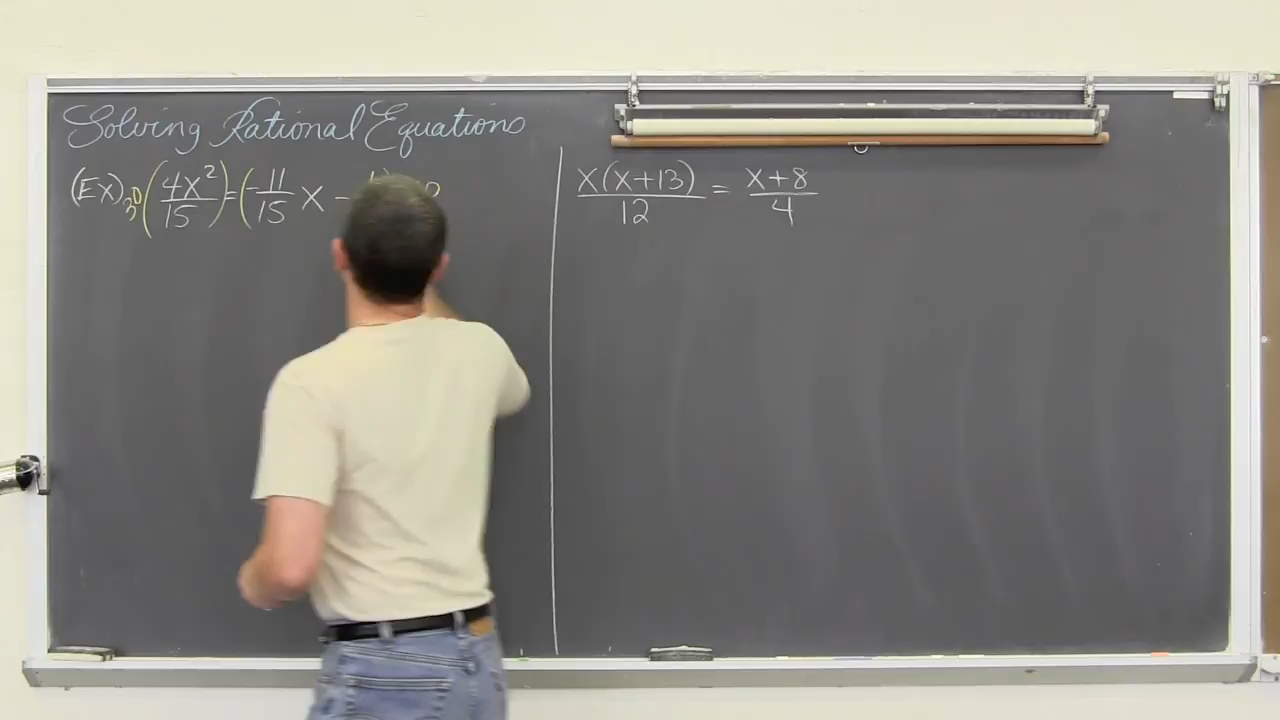 Solving Rational Equations
(Ex) 30 (4x²/15) = (-11/15 x -
x(x+13)/12 = x+8/4